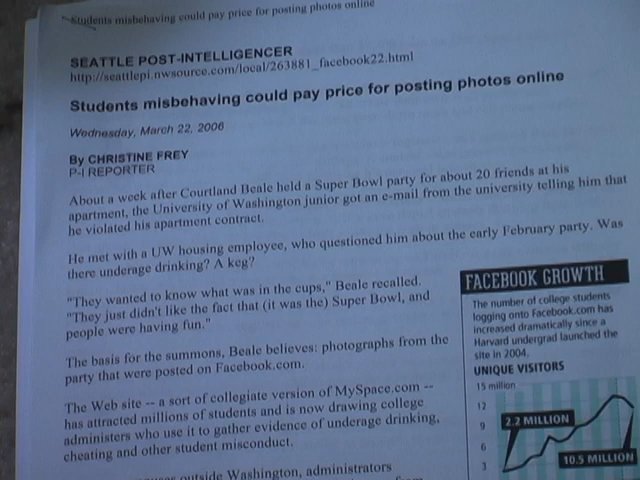 Students misbehaving could pay price for posting photos online
SEATTLE POST-INTELLIGENCER
http://seattlepi.nwsource.com/local/263881_facebook22.html
Students misbehaving could pay price for posting photos online
Wednesday, March 22, 2006
By CHRISTINE FREY
P-I REPORTER
About a week after Courtland Beale held a Super Bowl party for about 20 friends at his
apartment, the University of Washington junior got an e-mail from the university telling him that
he violated his apartment contract.
He met with a UW housing employee, who questioned him about the early February party. Was
there underage drinking? A keg?
"They wanted to know what was in the cups," Beale recalled.
"They just didn't like the fact that (it was the) Super Bowl, and
people were having fun."
The basis for the summons, Beale believes: photographs from the
party that were posted on Facebook.com.
The Web site -- a sort of collegiate version of MySpace.com --
has attracted millions of students and is now drawing college
administers who use it to gather evidence of underage drinking,
cheating and other student misconduct.
outside Washington, administrators
FACEBOOK GROWTH
The number of college students
logging onto Facebook.com has
increased dramatically since a
Harvard undergrad launched the
site in 2004.
UNIQUE VISITORS
15 million
12
9
6
3
2.2 MILLION
10.5 MILLION